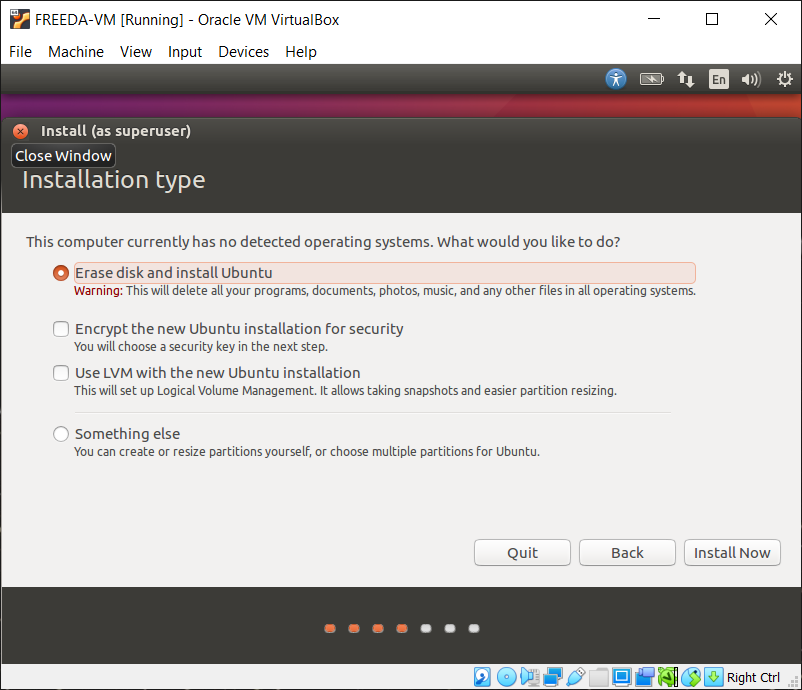 FREEDA-VM [Running] - Oracle VM VirtualBox
File Machine View Input Devices Help
En
Install (as superuser)
Close Window
Installation type
This computer currently has no detected operating systems. What would you like to do?
Erase disk and install Ubuntu
Warning: This will delete all your programs, documents, photos, music, and any other files in all operating systems.
Encrypt the new Ubuntu installation for security
You will choose a security key in the next step.
Use LVM with the new Ubuntu installation
This will set up Logical Volume Management. It allows taking snapshots and easier partition resizing.
Something else
You can create or resize partitions yourself, or choose multiple partitions for Ubuntu.
Quit Back Install Now
Right Ctrl